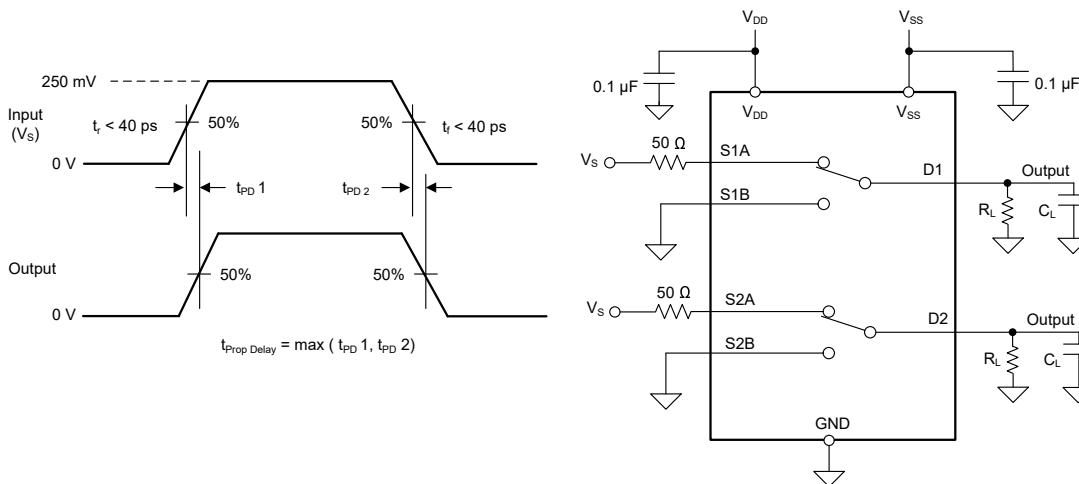 250 mV
Input
(VS)
tr < 40 ps
50%
50%
tf < 40 ps
0 V
tPD 1
tPD 2
Output
50%
50%
0 V
tProp Delay = max ( tPD 1, tPD 2)
VDD
VSS
0.1 µF
0.1 µF
VDD
VSS
VS
50 Ω
S1A
D1
Output
S1B
RL
CL
VS
50 Ω
S2A
D2
Output
S2B
RL
CL
GND